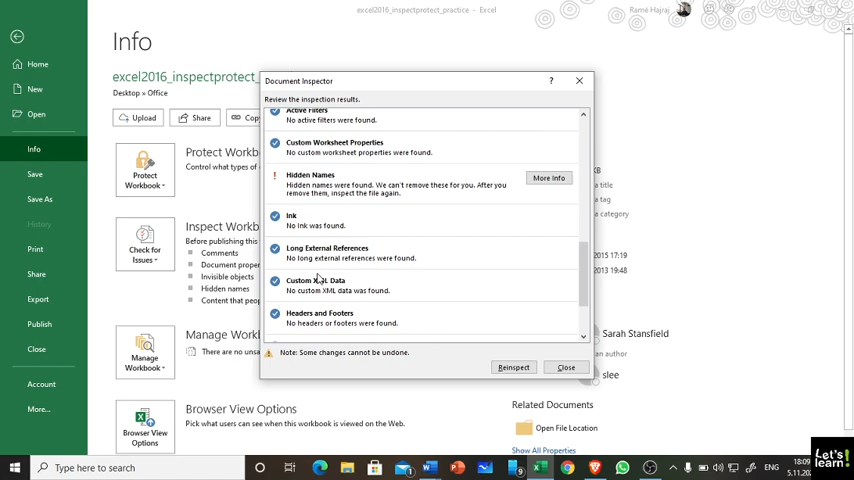 excel2016_inspectprotect_practice - Excel
Ramë Hajraj
Info
Home
New
Open
Info
Save
Save As
History
Print
Share
Export
Publish
Close
Account
More...
excel2016_inspectprotect_
Desktop » Office
Upload
Share
Protect
Workbook
Protect Workb
Control what types of
Check for
Issues
Inspect Workb
Before publishing this
Comments
Document proper
Invisible objects
Hidden names
Content that peo
Manage
Workbook
Manage Work
There are no unsa
Browser View
Options
Browser View Options
Pick what users can see when this workbook is viewed on the Web.
Document Inspector
?
Review the inspection results.
Active Filters
No active filters were found.
Custom Worksheet Properties
No custom worksheet properties were found.
Hidden Names
Hidden names were found. We can't remove these for you. After you
remove them, inspect the file again.
More Info
Ink
No Ink was found.
Long External References
No long external references were found.
Custom XML Data
No custom XML data was found.
Headers and Footers
No headers or footers were found.
Note: Some changes cannot be undone.
Reinspect
Close
KB
a title
a tag
category
2015 17:19
2013 19:48
Sarah Stansfield
an author
slee
Related Documents
Open File Location
Show All Properties
Type here to search
ENG
18:09
5.11.202
Let's
learn!